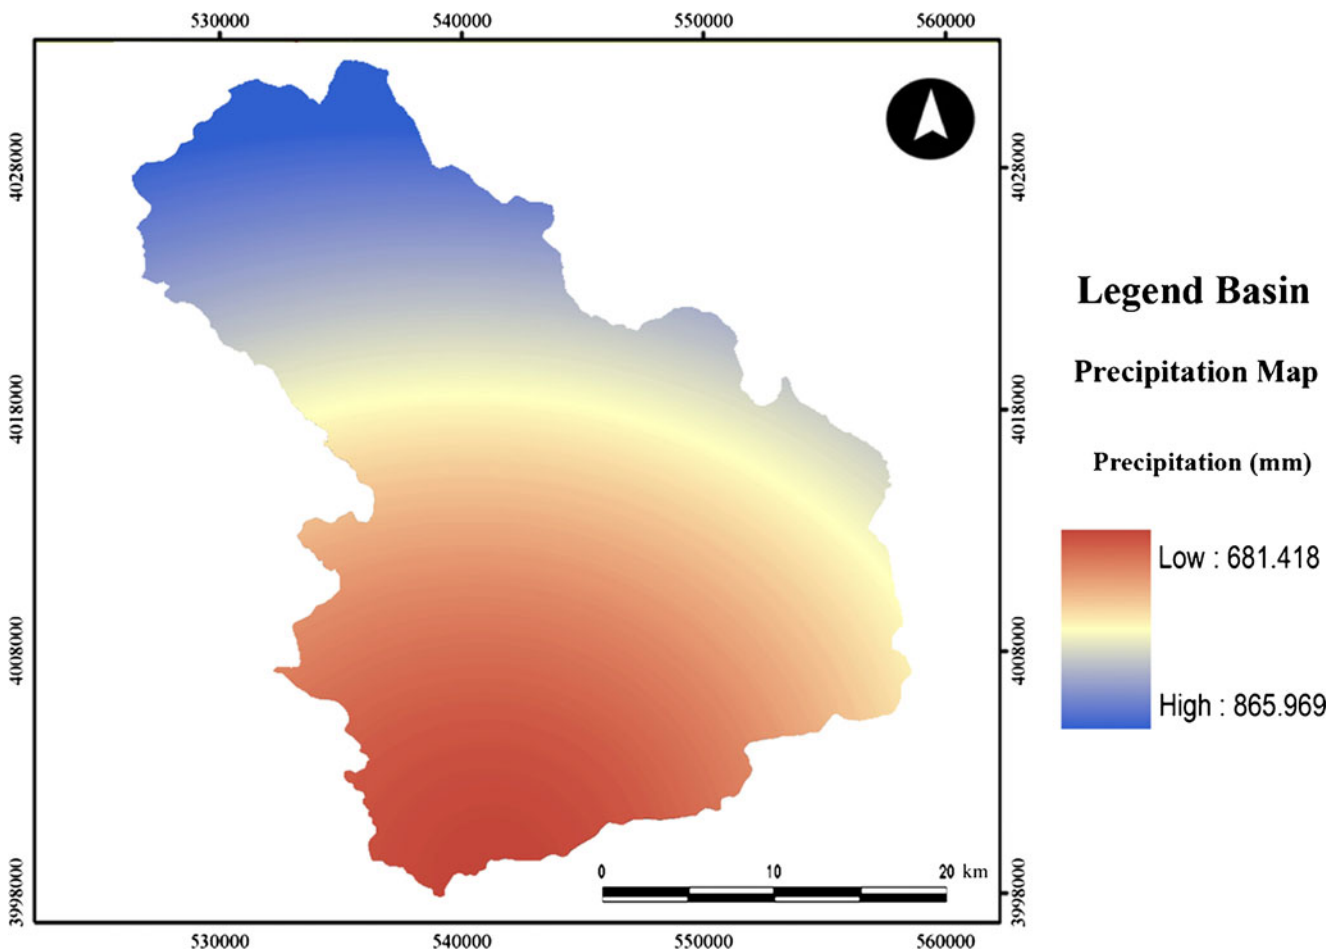 530000 540000 550000 560000
4028000 4028000
4018000 4018000
4008000 4008000
3998000 3998000
Legend Basin
Precipitation Map
Precipitation (mm)
Low : 681.418
High : 865.969
0 10 20 km
530000 540000 550000 560000